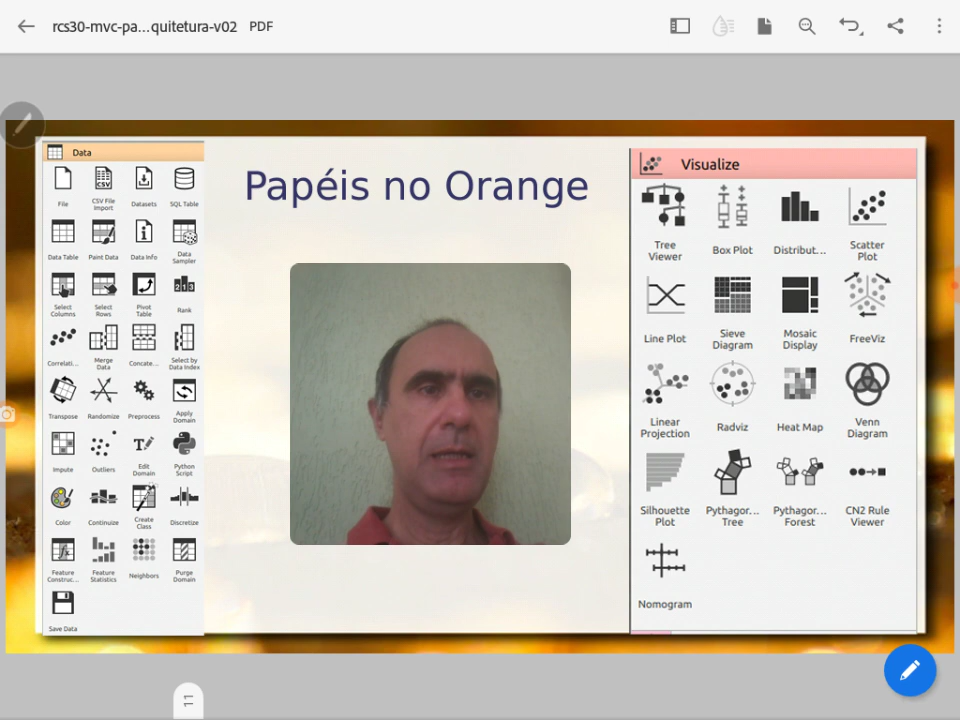 rcs30-mvc-pa...quitetura-v02 PDF
Data
File
CSV File
Import
Datasets
SQL Table
Data Table
Paint Data
Data Info
Data
Sampler
Select
Columns
Select
Rows
Pivot
Table
Rank
Correlati...
Merge
Data
Concate...
Select by
Data Index
Transpose
Randomize
Preprocess
Apply
Domain
Impute
Outliers
Edit
Domain
Python
Script
Color
Continuize
Create
Class
Discretize
Feature
Construc...
Feature
Statistics
Neighbors
Purge
Domain
Save Data
Papéis no Orange
Visualize
Tree
Viewer
Box Plot
Distribut...
Scatter
Plot
Line Plot
Sieve
Diagram
Mosaic
Display
FreeViz
Linear
Projection
Radviz
Heat Map
Venn
Diagram
Silhouette
Plot
Pythagor...
Tree
Pythagor...
Forest
CN2 Rule
Viewer
Nomogram
11